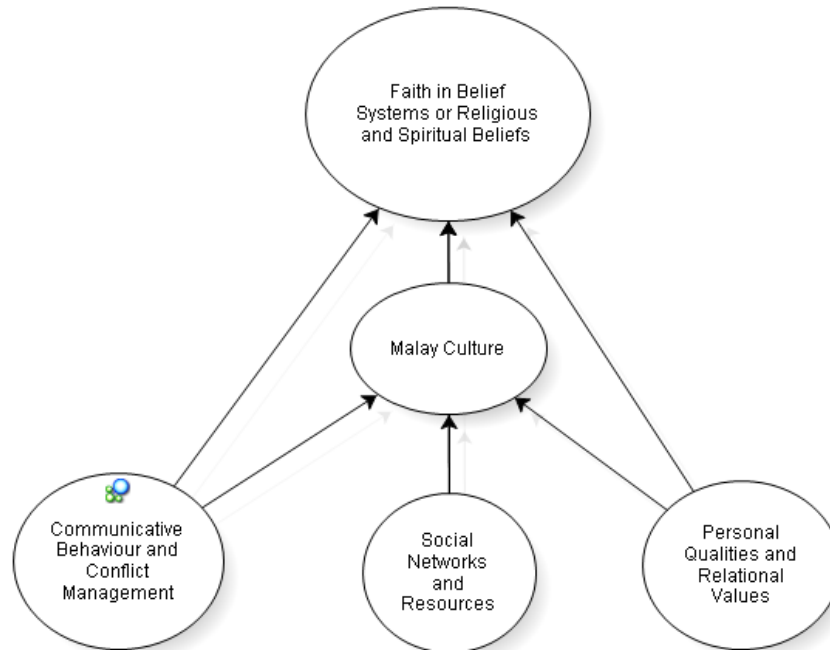 Faith in Belief
Systems or Religious
and Spiritual Beliefs
Malay Culture
Communicative
Behaviour and
Conflict
Management
Social
Networks
and
Resources
Personal
Qualities and
Relational
Values